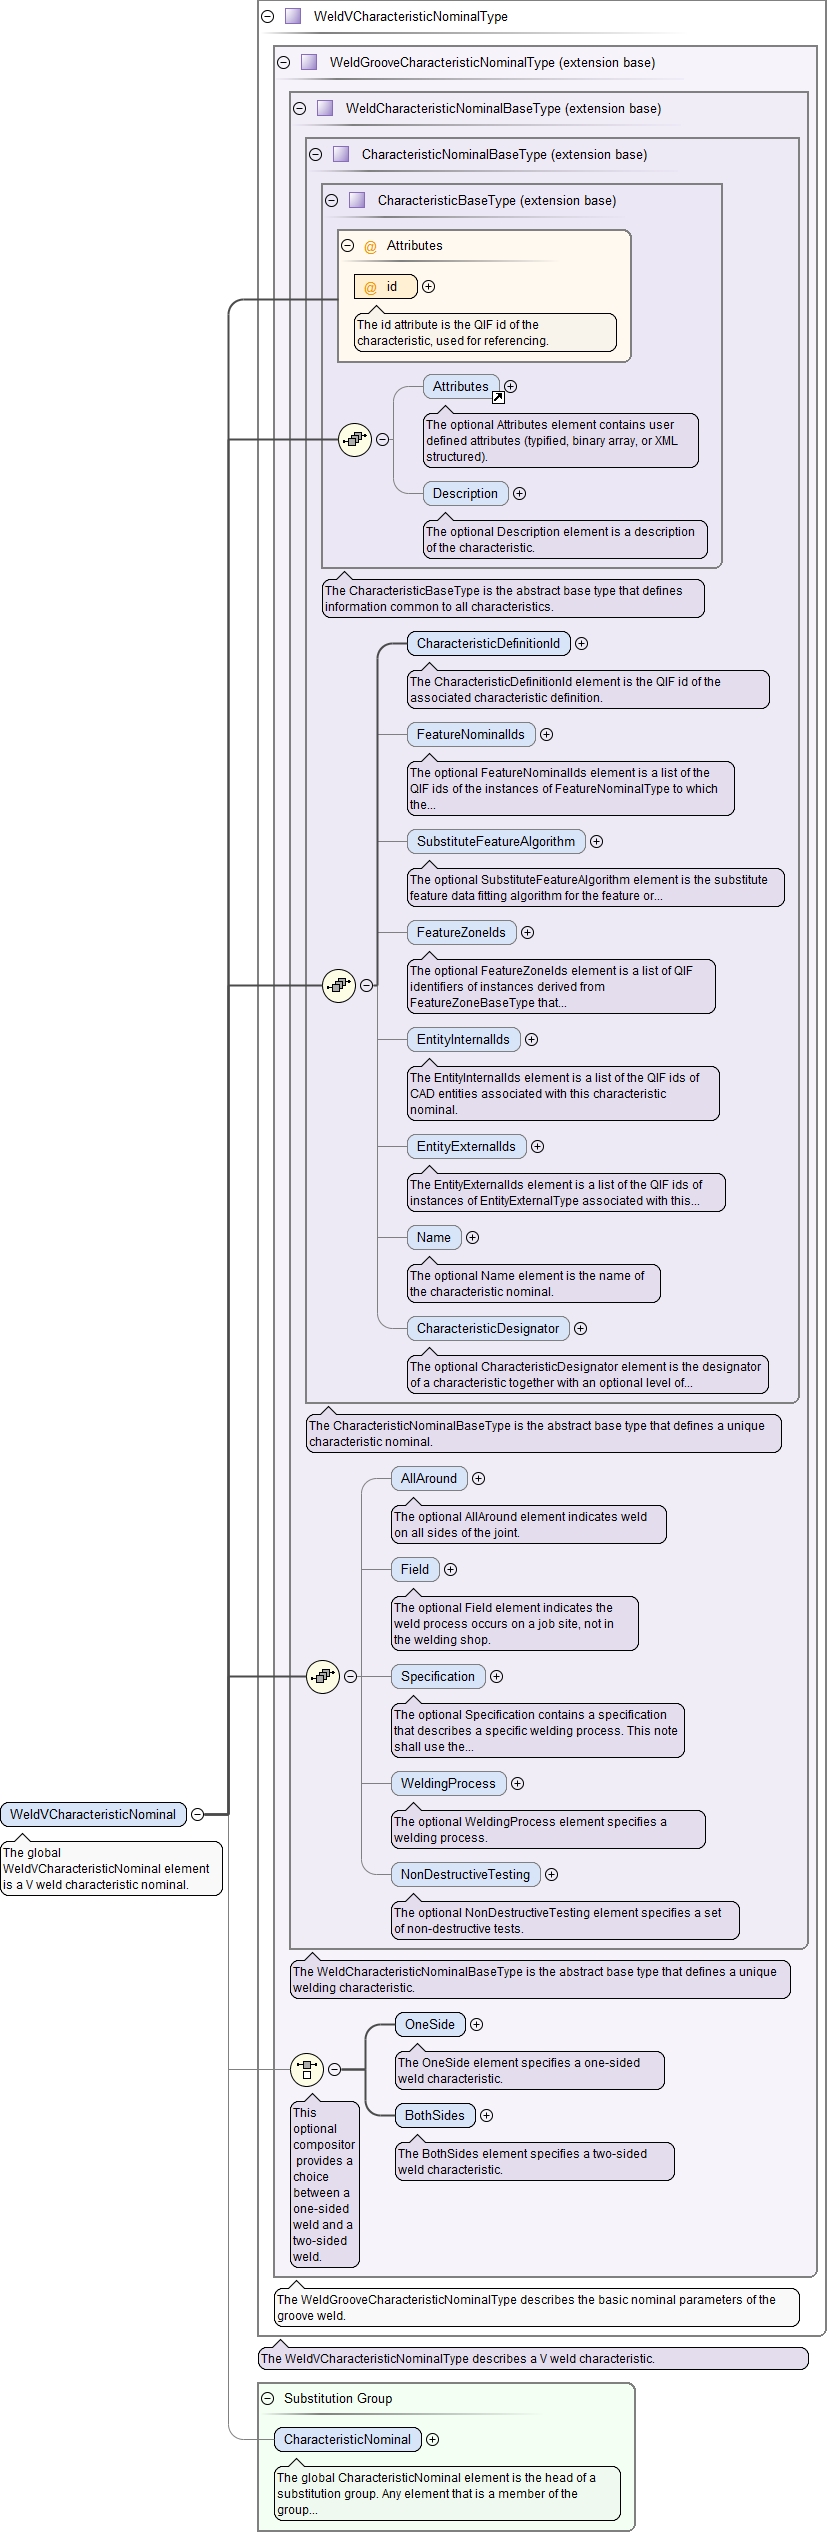 WeldVCharacteristicNominalType
WeldGrooveCharacteristicNominalType (extension base)
WeldCharacteristicNominalBaseType (extension base)
CharacteristicNominalBaseType (extension base)
CharacteristicBaseType (extension base)
@ Attributes
@ id
The id attribute is the QIF id of the
characteristic, used for referencing.
Attributes
The optional Attributes element contains user
defined attributes (typified, binary array, or XML
structured).
Description
The optional Description element is a description
of the characteristic.
The CharacteristicBaseType is the abstract base type that defines
information common to all characteristics.
CharacteristicDefinitionId
The CharacteristicDefinitionId element is the QIF id of the
associated characteristic definition.
FeatureNominalIds
The optional FeatureNominalIds element is a list of the
QIF ids of the instances of FeatureNominalType to which
the...
SubstituteFeatureAlgorithm
The optional SubstituteFeatureAlgorithm element is the substitute
feature data fitting algorithm for the feature or...
FeatureZoneIds
The optional FeatureZoneIds element is a list of QIF
identifiers of instances derived from
FeatureZoneBaseType that...
EntityInternalIds
The EntityInternalIds element is a list of the QIF ids of
CAD entities associated with this characteristic
nominal.
EntityExternalIds
The EntityExternalIds element is a list of the QIF ids of
instances of EntityExternalType associated with this...
Name
The optional Name element is the name of
the characteristic nominal.
CharacteristicDesignator
The optional CharacteristicDesignator element is the designator
of a characteristic together with an optional level of...
The CharacteristicNominalBaseType is the abstract base type that defines a unique
characteristic nominal.
AllAround
The optional AllAround element indicates weld
on all sides of the joint.
Field
The optional Field element indicates the
weld process occurs on a job site, not in
the welding shop.
Specification
The optional Specification contains a specification
that describes a specific welding process. This note
shall use the...
WeldingProcess
The optional WeldingProcess element specifies a
welding process.
NonDestructiveTesting
The optional NonDestructiveTesting element specifies a set
of non-destructive tests.
WeldVCharacteristicNominal
The global
WeldVCharacteristicNominal element
is a V weld characteristic nominal.
The WeldCharacteristicNominalBaseType is the abstract base type that defines a unique
welding characteristic.
OneSide
The OneSide element specifies a one-sided
weld characteristic.
BothSides
The BothSides element specifies a two-sided
weld characteristic.
This
optional
compositor
provides a
choice
between a
one-sided
weld and a
two-sided
weld.
The WeldGrooveCharacteristicNominalType describes the basic nominal parameters of the
groove weld.
The WeldVCharacteristicNominalType describes a V weld characteristic.
Substitution Group
CharacteristicNominal
The global CharacteristicNominal element is the head of a
substitution group. Any element that is a member of the
group...